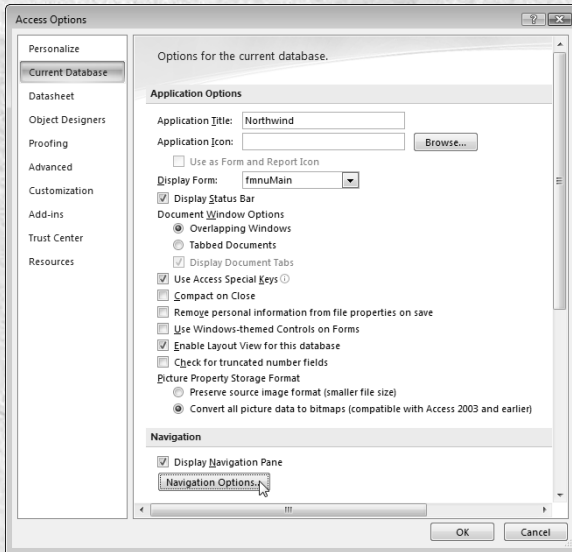 Access Options
Personalize
Current Database
Datasheet
Object Designers
Proofing
Advanced
Customization
Add-ins
Trust Center
Resources
Options for the current database.
Application Options
Application Title: Northwind
Application Icon: Browse...
Use as Form and Report Icon
Display Form: fmnuMain
Display Status Bar
Document Window Options
Overlapping Windows
Tabbed Documents
Display Document Tabs
Use Access Special Keys
Compact on Close
Remove personal information from file properties on save
Use Windows-themed Controls on Forms
Enable Layout View for this database
Check for truncated number fields
Picture Property Storage Format
Preserve source image format (smaller file size)
Convert all picture data to bitmaps (compatible with Access 2003 and earlier)
Navigation
Display Navigation Pane
Navigation Options...
OK Cancel